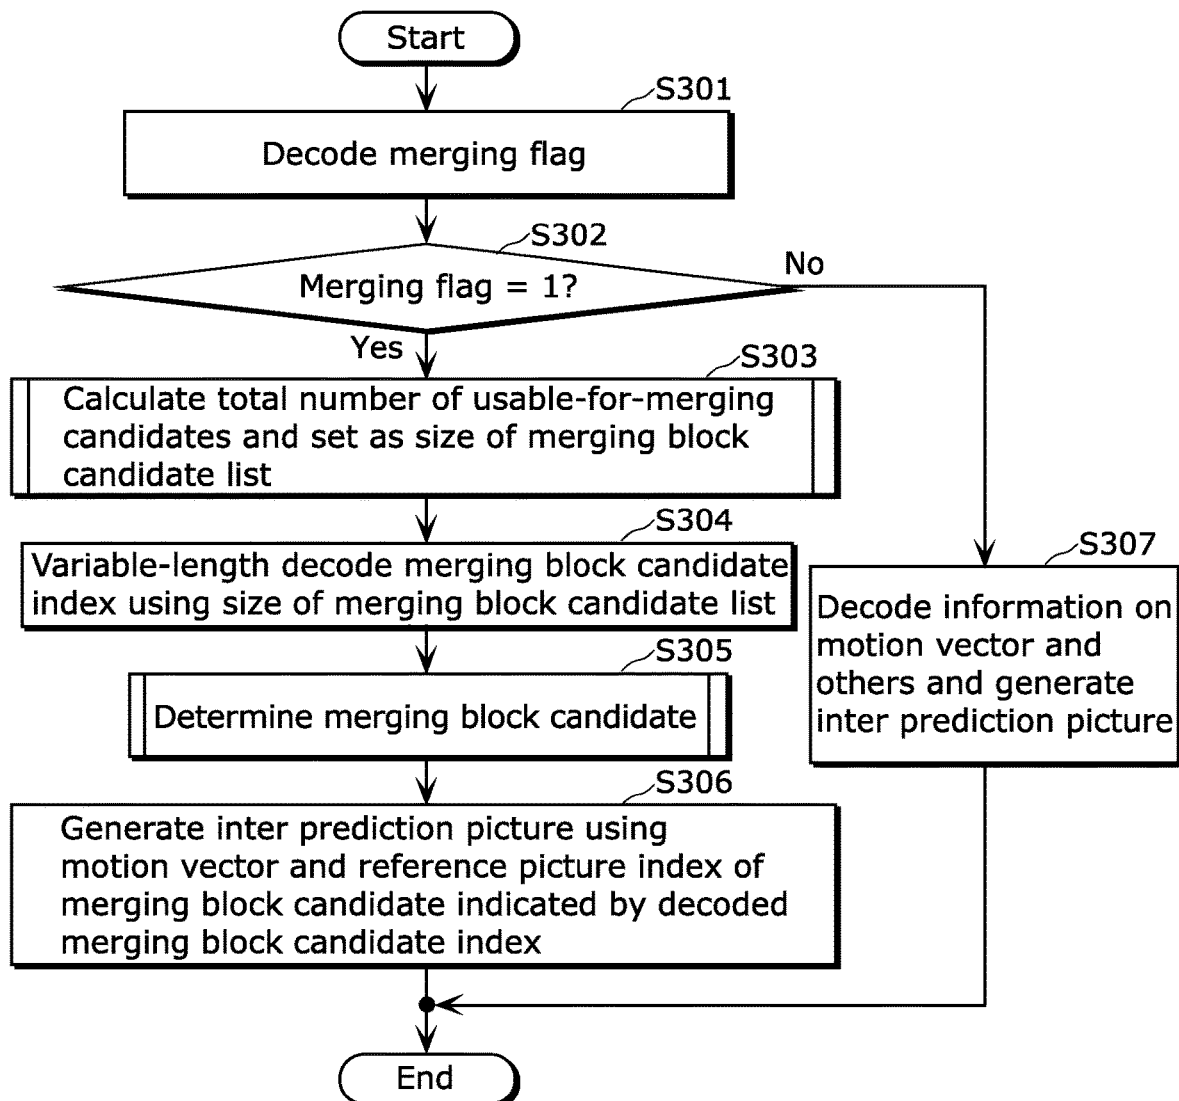 Start
S301
Decode merging flag
S302
Merging flag = 1?
No
Yes
S303
Calculate total number of usable-for-merging
candidates and set as size of merging block
candidate list
S304
Variable-length decode merging block candidate
index using size of merging block candidate list
S307
Decode information on
motion vector and
others and generate
inter prediction picture
S305
Determine merging block candidate
S306
Generate inter prediction picture using
motion vector and reference picture index of
merging block candidate indicated by decoded
merging block candidate index
End